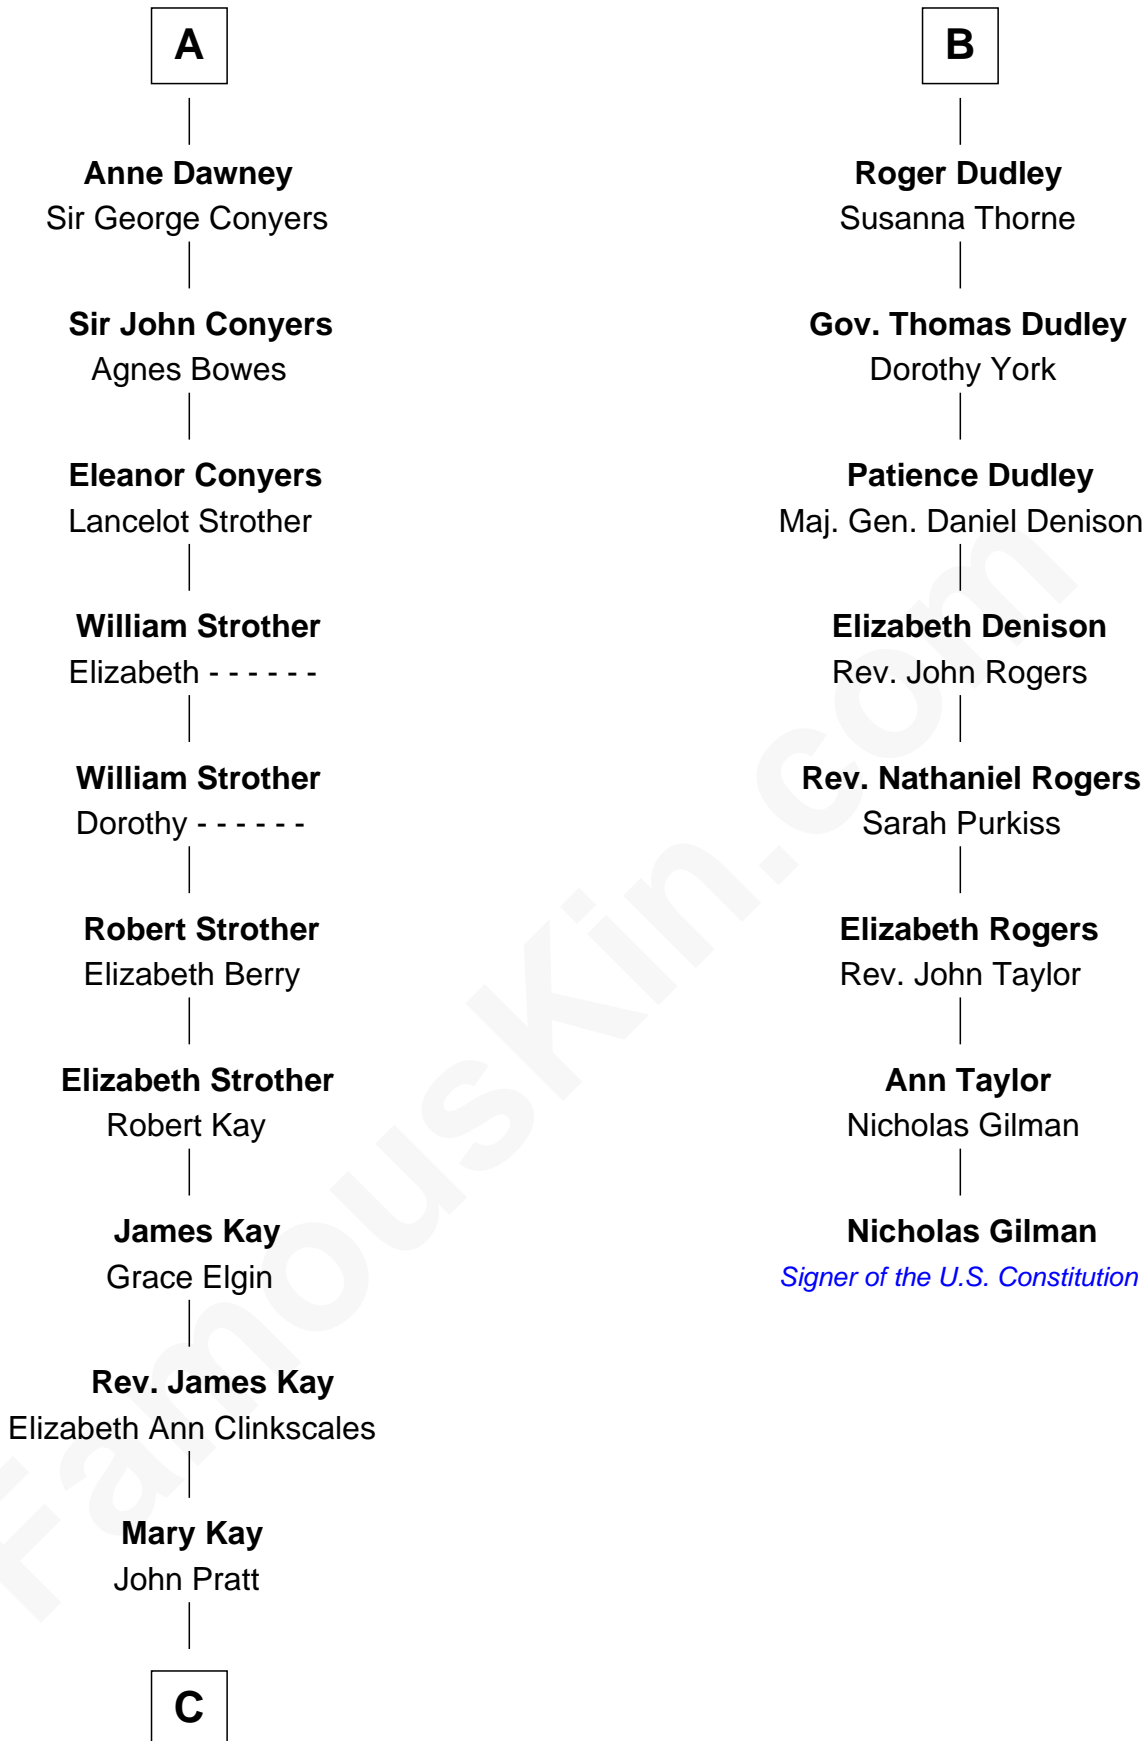 A
Anne Dawney
Sir George Conyers
Sir John Conyers
Agnes Bowes
Eleanor Conyers
Lancelot Strother
William Strother
Elizabeth - - - - - -
William Strother
Dorothy - - - - - -
Robert Strother
Elizabeth Berry
Elizabeth Strother
Robert Kay
James Kay
Grace Elgin
Rev. James Kay
Elizabeth Ann Clinkscales
Mary Kay
John Pratt
C
B
Roger Dudley
Susanna Thorne
Gov. Thomas Dudley
Dorothy York
Patience Dudley
Maj. Gen. Daniel Denison
Elizabeth Denison
Rev. John Rogers
Rev. Nathaniel Rogers
Sarah Purkiss
Elizabeth Rogers
Rev. John Taylor
Ann Taylor
Nicholas Gilman
Nicholas Gilman
Signer of the U.S. Constitution
FamousKin.com